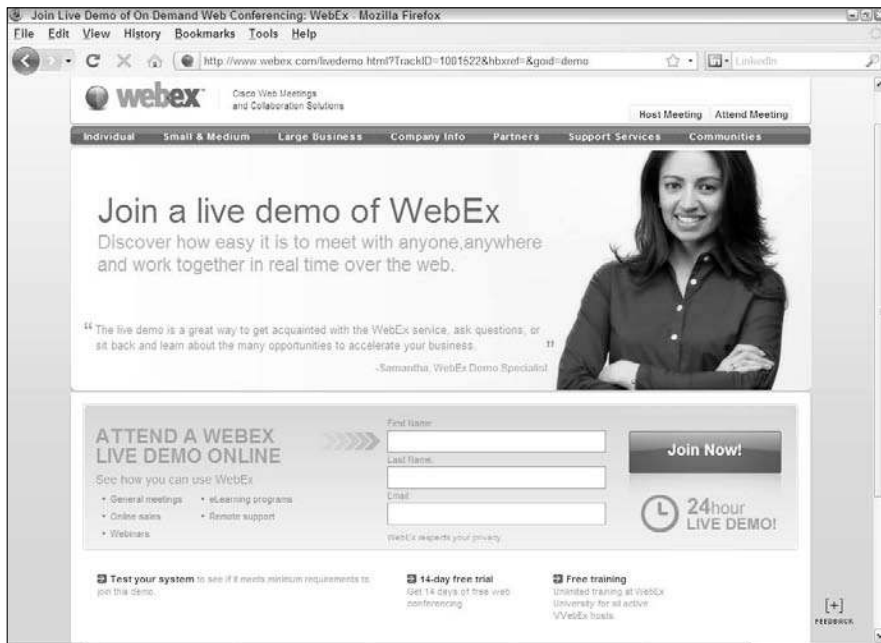 Join Live Demo of On-Demand Web Conferencing: WebEx - Mozilla Firefox
File Edit View History Bookmarks Tools Help
http://www.webex.com/livedemo.html?TrackID=1001522&hbxref=&goid=demo
LinkedIn
webex
Cisco Web Meetings
and Collaboration Solutions
Host Meeting Attend Meeting
Individual Small & Medium Large Business Company Info Partners Support Services Communities
Join a live demo of WebEx
Discover how easy it is to meet with anyone,anywhere
and work together in real time over the web.
“ The live demo is a great way to get acquainted with the WebEx service, ask questions, or
sit back and learn about the many opportunities to accelerate your business. ”
-Samantha, WebEx Demo Specialist
ATTEND A WEBEX
LIVE DEMO ONLINE
See how you can use WebEx
• General meetings • eLearning programs
• Online sales • Remote support
• Webinars
First Name
Last Name
Email
WebEx respects your privacy
Join Now!
24hour
LIVE DEMO!
Test your system to see if it meets minimum requirements to
join this demo.
14-day free trial
Get 14 days of free web
conferencing
Free training
Unlimited training at WebEx
University for all active
WebEx hosts
[+]
FEEDBACK